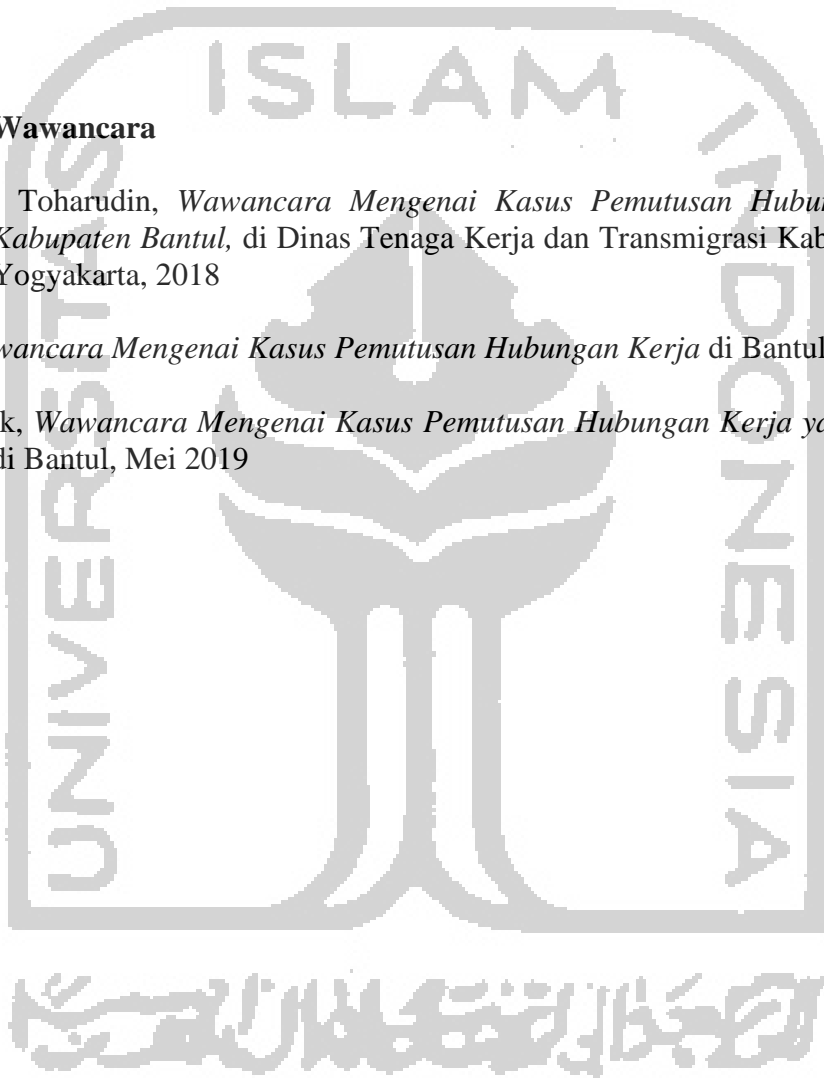 ISLAM
UNIVERSITAS
INDONESIA
Wawancara
Toharudin, Wawancara Mengenai Kasus Pemutusan Hubun
Kabupaten Bantul, di Dinas Tenaga Kerja dan Transmigrasi Kab
Yogyakarta, 2018
wancara Mengenai Kasus Pemutusan Hubungan Kerja di Bantul
k, Wawancara Mengenai Kasus Pemutusan Hubungan Kerja ya
di Bantul, Mei 2019